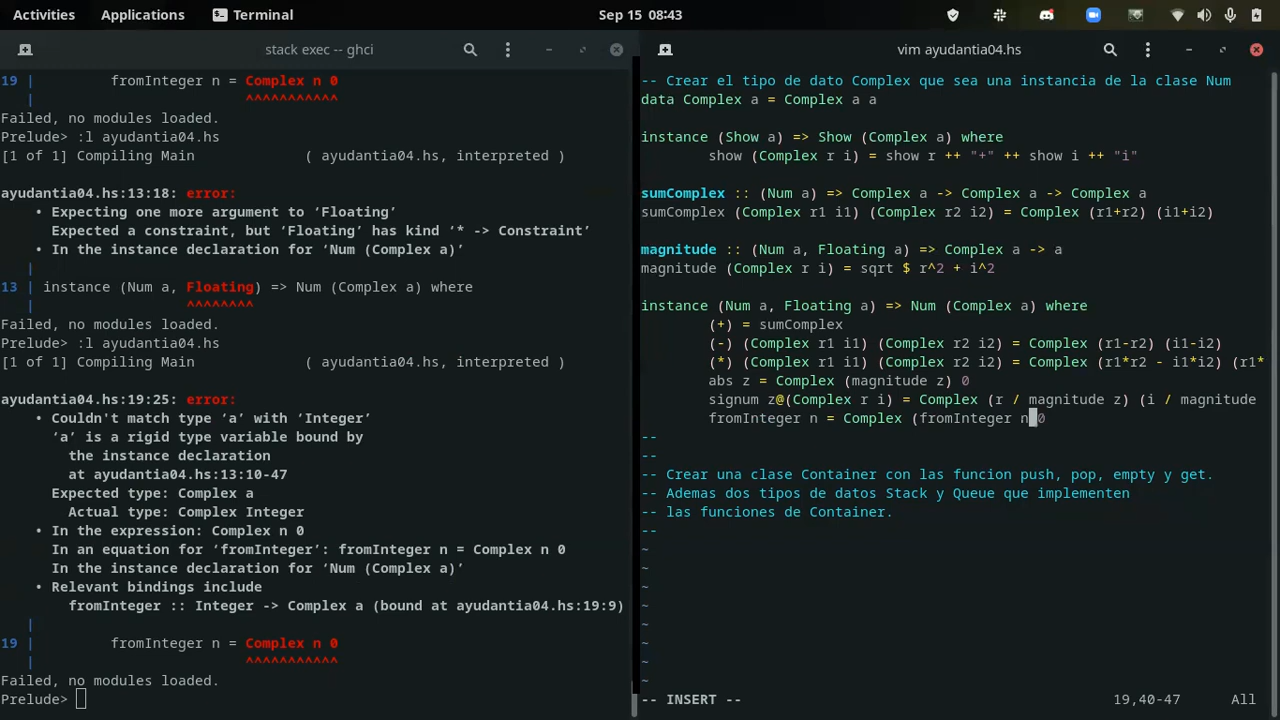 Activities Applications Terminal Sep 15 08:43
stack exec -- ghci
19 | fromInteger n = Complex n 0
| ^^^^^^^^^^^
Failed, no modules loaded.
Prelude> :l ayudantia04.hs
[1 of 1] Compiling Main ( ayudantia04.hs, interpreted )
ayudantia04.hs:13:18: error:
• Expecting one more argument to ‘Floating’
Expected a constraint, but ‘Floating’ has kind ‘* -> Constraint’
• In the instance declaration for ‘Num (Complex a)’
|
13 | instance (Num a, Floating) => Num (Complex a) where
| ^^^^^^^^
Failed, no modules loaded.
Prelude> :l ayudantia04.hs
[1 of 1] Compiling Main ( ayudantia04.hs, interpreted )
ayudantia04.hs:19:25: error:
• Couldn't match type ‘a’ with ‘Integer’
‘a’ is a rigid type variable bound by
the instance declaration
at ayudantia04.hs:13:10-47
Expected type: Complex a
Actual type: Complex Integer
• In the expression: Complex n 0
In an equation for ‘fromInteger’: fromInteger n = Complex n 0
In the instance declaration for ‘Num (Complex a)’
• Relevant bindings include
fromInteger :: Integer -> Complex a (bound at ayudantia04.hs:19:9)
|
19 | fromInteger n = Complex n 0
| ^^^^^^^^^^^
Failed, no modules loaded.
Prelude>
vim ayudantia04.hs
-- Crear el tipo de dato Complex que sea una instancia de la clase Num
data Complex a = Complex a a
instance (Show a) => Show (Complex a) where
show (Complex r i) = show r ++ "+" ++ show i ++ "i"
sumComplex :: (Num a) => Complex a -> Complex a -> Complex a
sumComplex (Complex r1 i1) (Complex r2 i2) = Complex (r1+r2) (i1+i2)
magnitude :: (Num a, Floating a) => Complex a -> a
magnitude (Complex r i) = sqrt $ r^2 + i^2
instance (Num a, Floating a) => Num (Complex a) where
(+) = sumComplex
(-) (Complex r1 i1) (Complex r2 i2) = Complex (r1-r2) (i1-i2)
(*) (Complex r1 i1) (Complex r2 i2) = Complex (r1*r2 - i1*i2) (r1*
abs z = Complex (magnitude z) 0
signum z@(Complex r i) = Complex (r / magnitude z) (i / magnitude
fromInteger n = Complex (fromInteger n 0
--
--
-- Crear una clase Container con las funcion push, pop, empty y get.
-- Ademas dos tipos de datos Stack y Queue que implementen
-- las funciones de Container.
--
~
~
~
~
~
~
~
~
-- INSERT -- 19,40-47 All